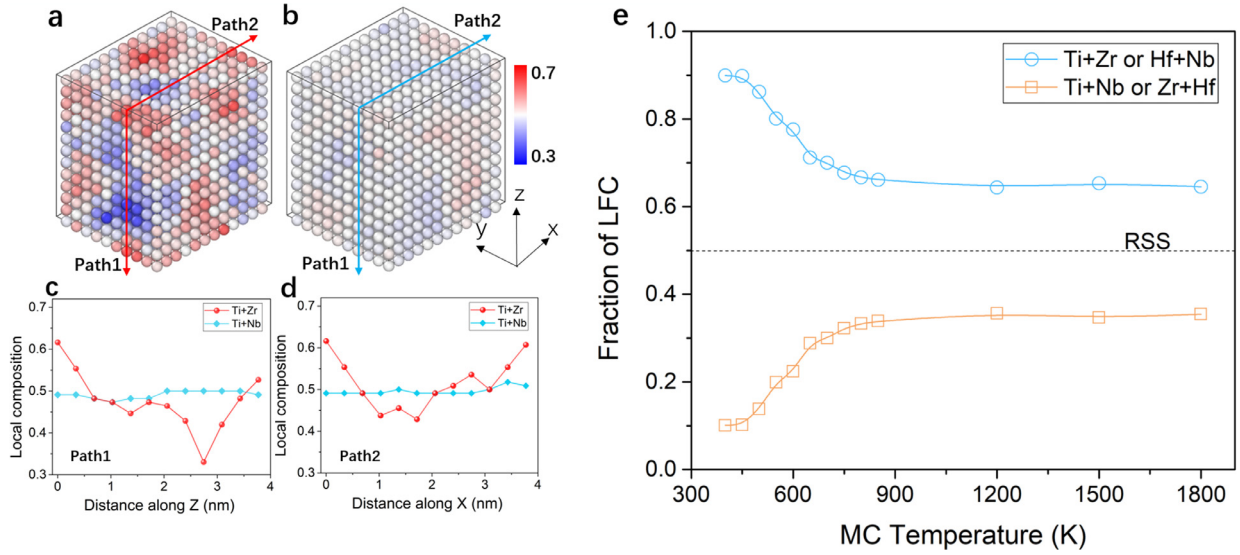 a
Path2
Path1
b
Path2
Path1
0.7
0.3
Z
y
X
c
Ti+Zr
Ti+Nb
Local composition
0.7
0.6
0.5
0.4
0.3
0
1
2
3
4
Path1
Distance along Z (nm)
d
Ti+Zr
Ti+Nb
Local composition
0.7
0.6
0.5
0.4
0.3
0
1
2
3
4
Path2
Distance along X (nm)
e
Ti+Zr or Hf+Nb
Ti+Nb or Zr+Hf
RSS
Fraction of LFC
1.0
0.8
0.6
0.4
0.2
0.0
300
600
900
1200
1500
1800
MC Temperature (K)